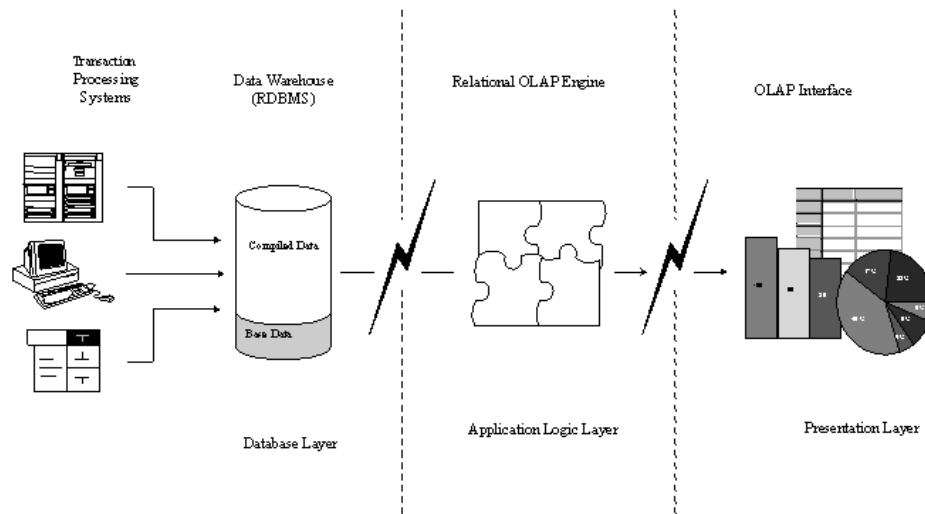 Transaction
Processing
Systems
Data Warehouse
(RDBMS)
Relational OLAP Engine
OLAP Interface
Compiled Data
Base Data
Database Layer
Application Logic Layer
Presentation Layer